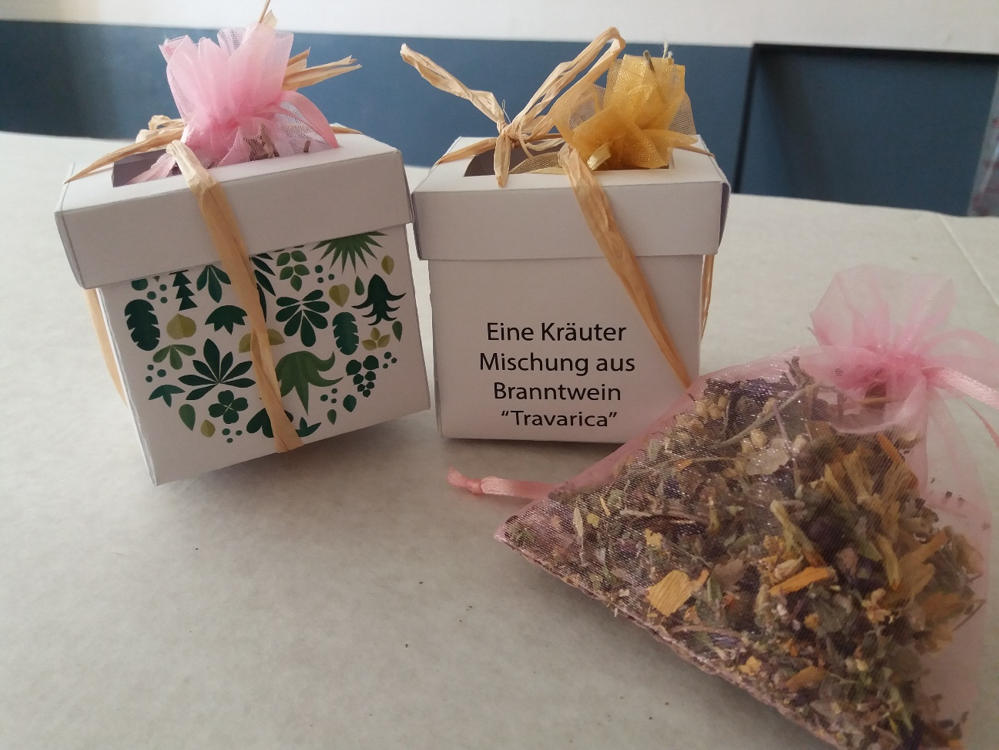 Eine Kräuter
Mischung aus
Branntwein
“Travarica”